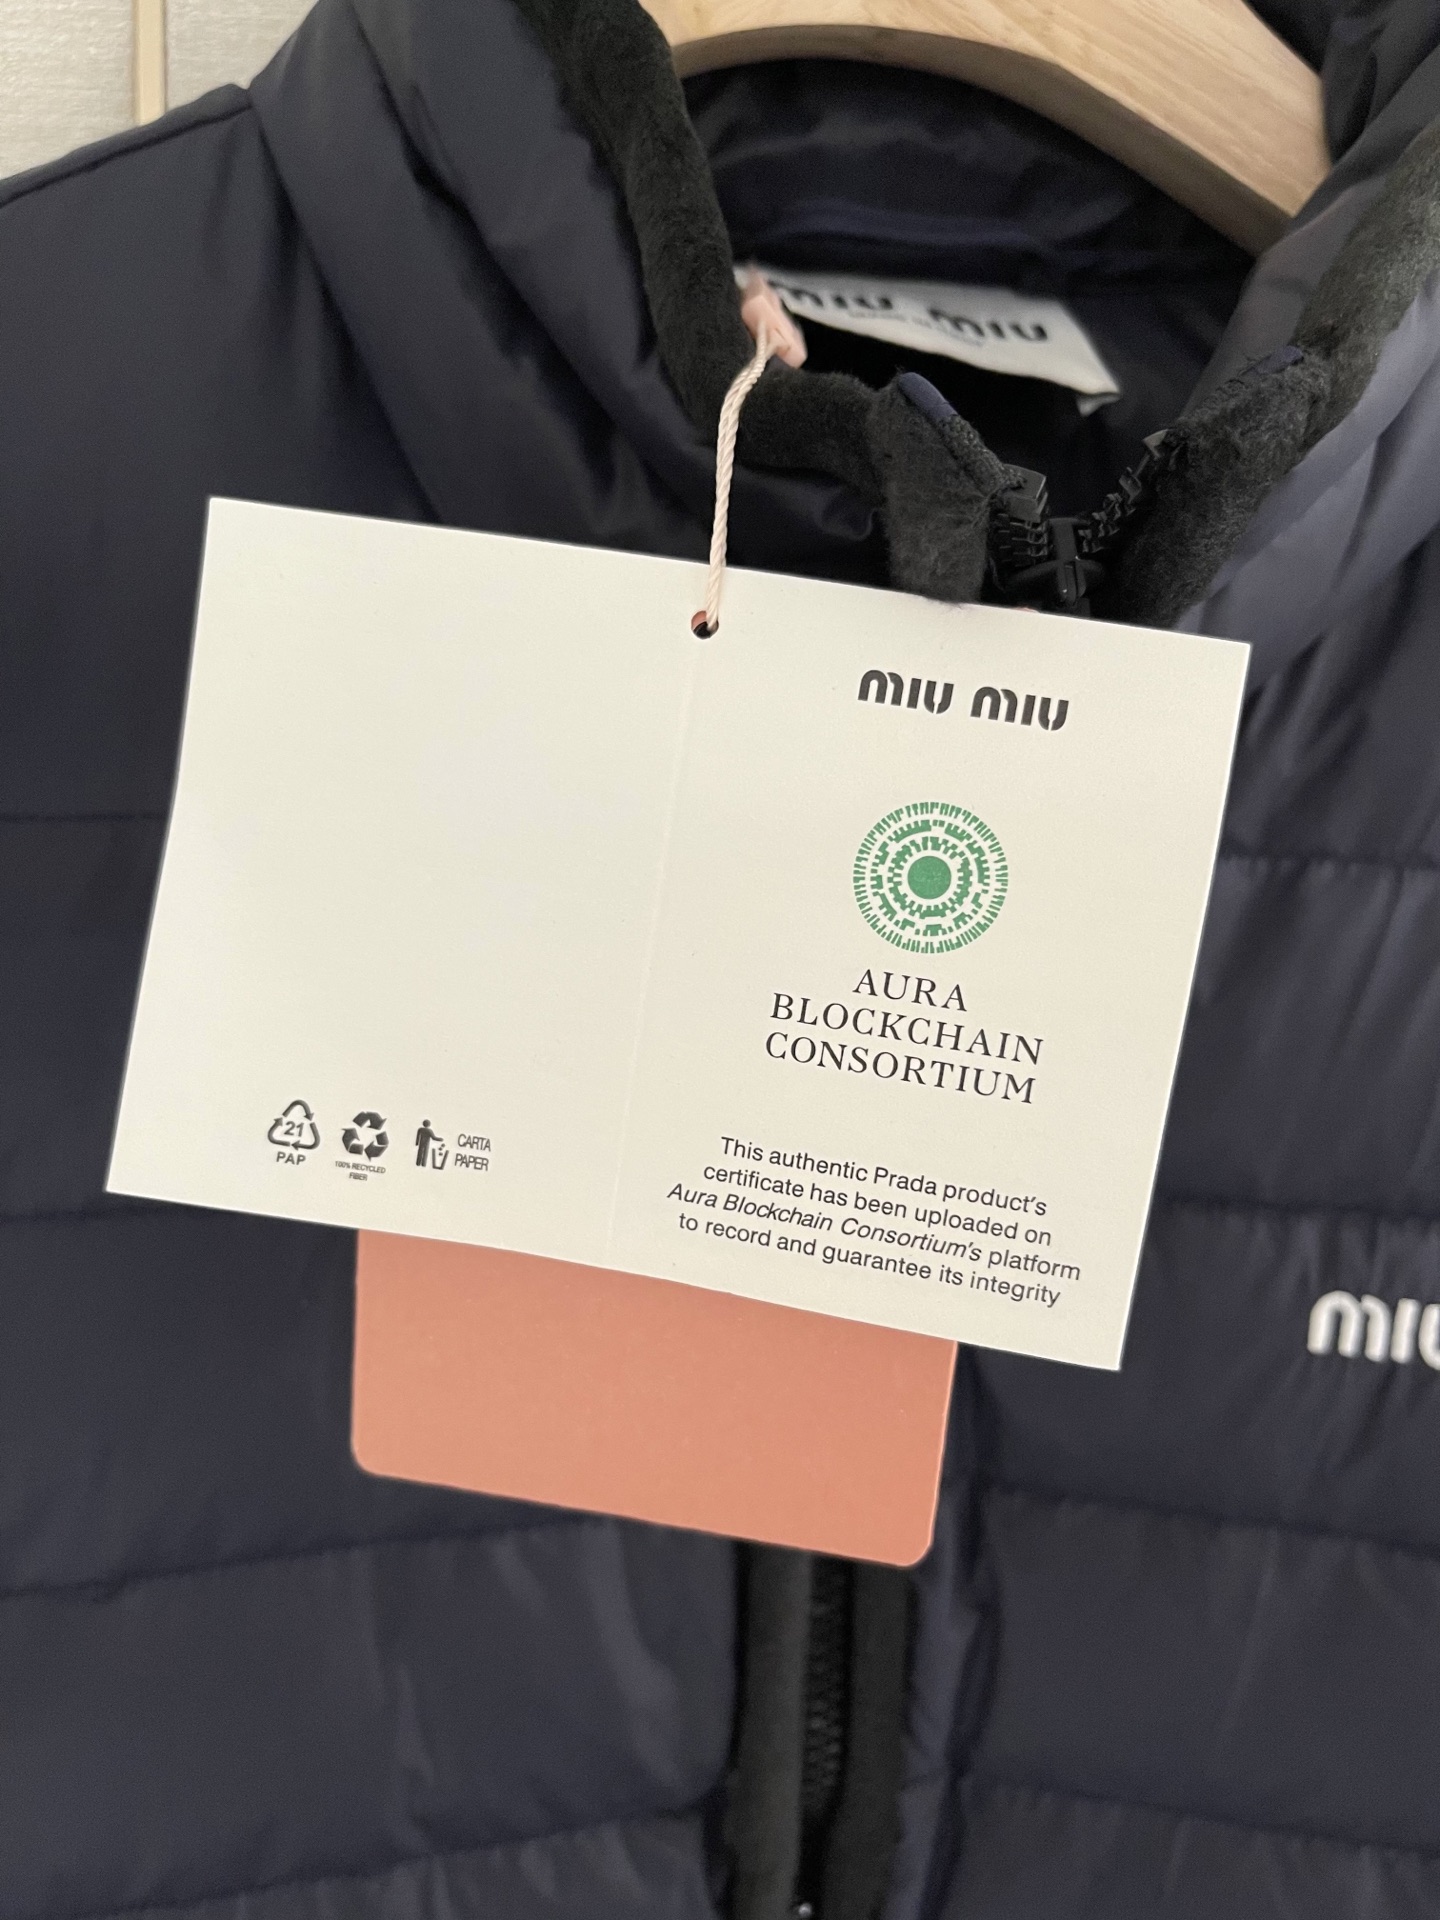 MIU MIU
MIU MIU
AURA
BLOCKCHAIN
CONSORTIUM
This authentic Prada product's
certificate has been uploaded on
Aura Blockchain Consortium's platform
to record and guarantee its integrity
21
PAP
100% RECYCLED
FIBER
CARTA
PAPER
MIU